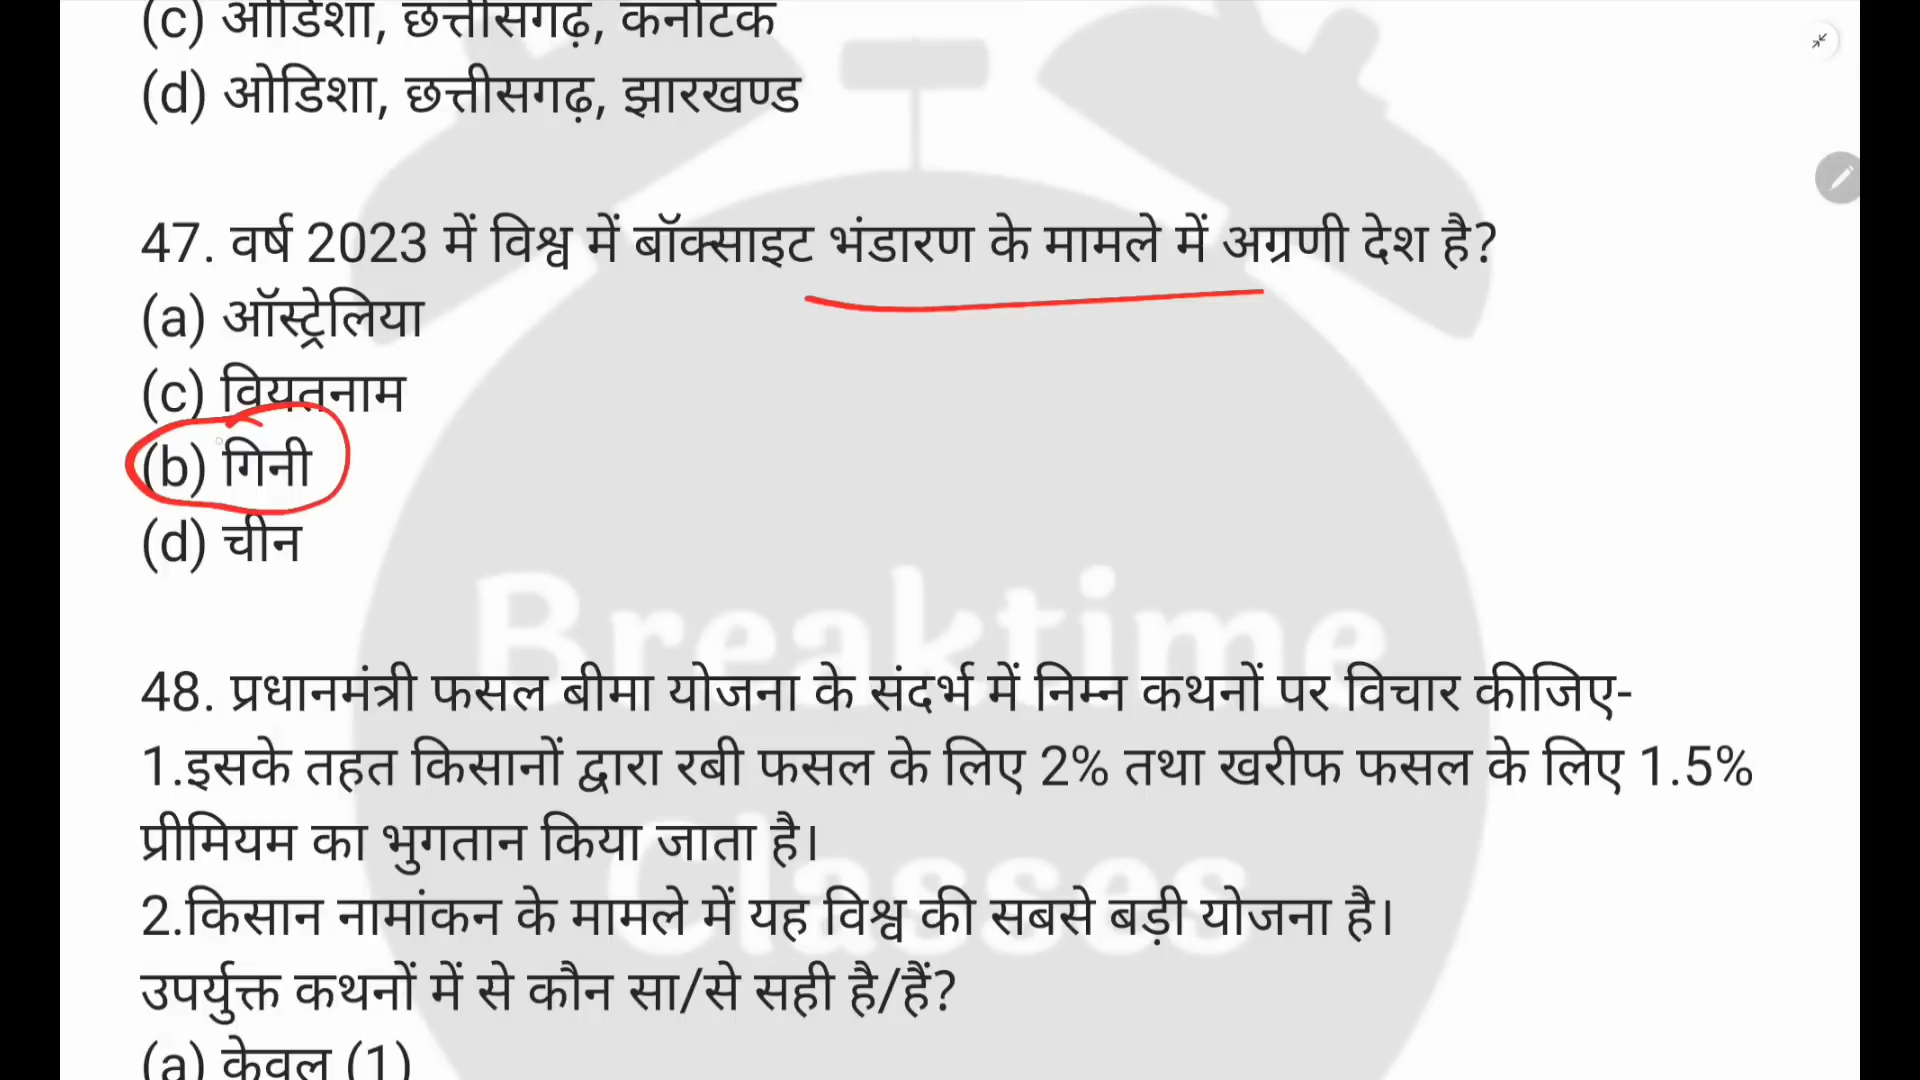 (c) ओडिशा, छत्तीसगढ़, कर्नाटक
(d) ओडिशा, छत्तीसगढ़, झारखण्ड
47. वर्ष 2023 में विश्व में बॉक्साइट भंडारण के मामले में अग्रणी देश है?
(a) ऑस्ट्रेलिया
(c) वियतनाम
(b) गिनी
(d) चीन
Breaktime
48. प्रधानमंत्री फसल बीमा योजना के संदर्भ में निम्न कथनों पर विचार कीजिए-
1.इसके तहत किसानों द्वारा रबी फसल के लिए 2% तथा खरीफ फसल के लिए 1.5%
प्रीमियम का भुगतान किया जाता है।
Classes
2.किसान नामांकन के मामले में यह विश्व की सबसे बड़ी योजना है।
उपर्युक्त कथनों में से कौन सा/से सही है/हैं?
(a) केवल (1)